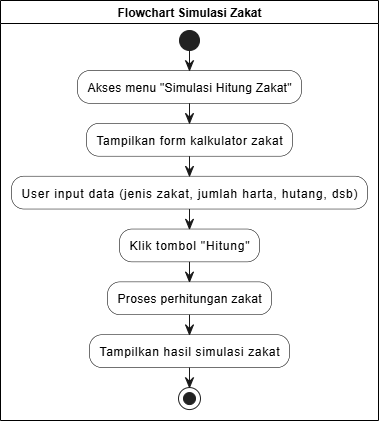 Flowchart Simulasi Zakat
Akses menu "Simulasi Hitung Zakat"
Tampilkan form kalkulator zakat
User input data (jenis zakat, jumlah harta, hutang, dsb)
Klik tombol "Hitung"
Proses perhitungan zakat
Tampilkan hasil simulasi zakat